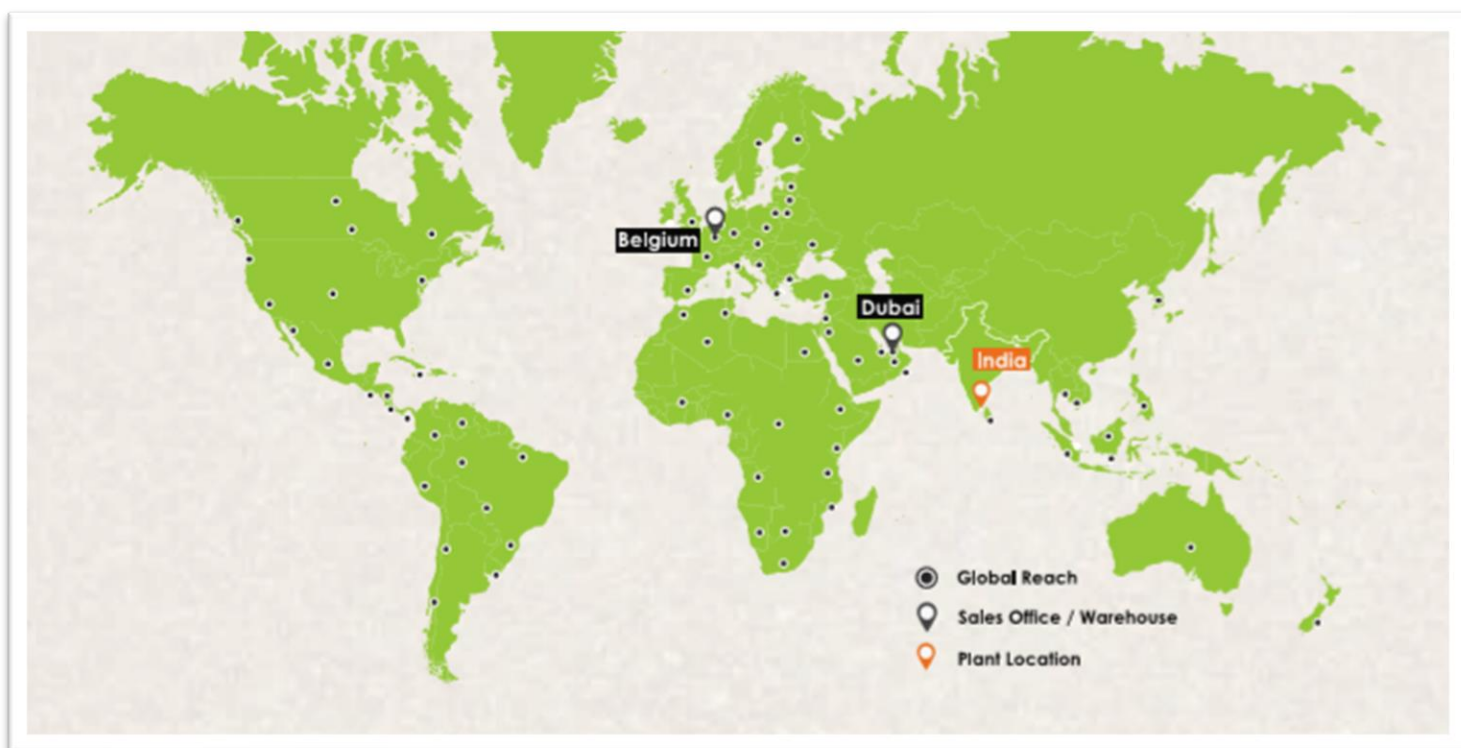 Belgium
Dubai
India
Global Reach
Sales Office / Warehouse
Plant Location